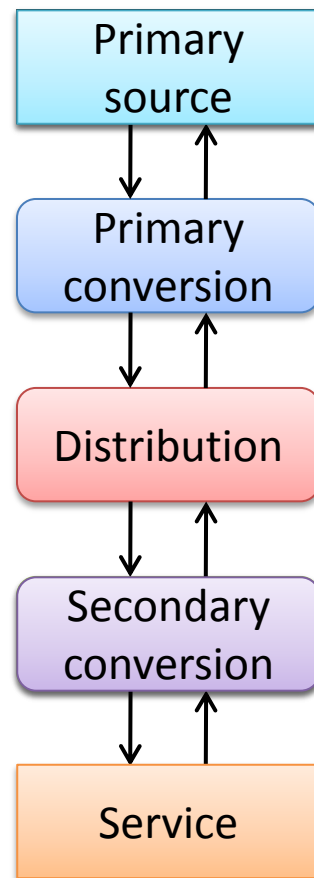 Primary
source
Primary
conversion
Distribution
Secondary
conversion
Service